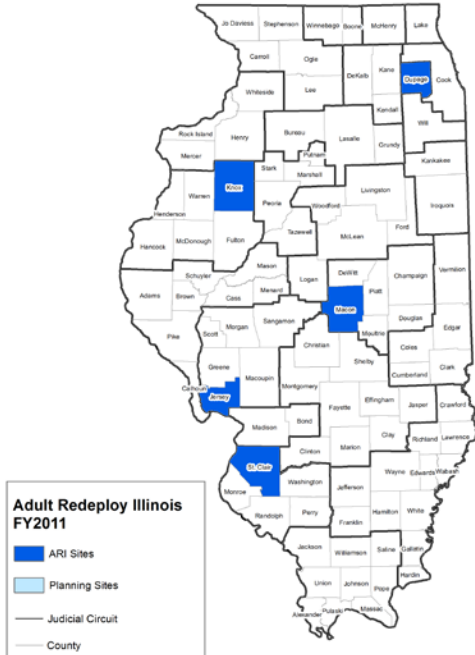 Jo Daviess Stephenson Winnebago Boone McHenry Lake
Carroll Ogle DeKalb Kane Dupage Cook
Whiteside Lee Kendall Will
Rock Island Henry Bureau Lasalle Grundy
Mercer Putnam Kankakee
Knox Stark Marshall Livingston
Warren Peoria Woodford Iroquois
Henderson Tazewell McLean Ford
Hancock McDonough Fulton
Mason Logan DeWitt Champaign Vermilion
Schuyler Menard Macon Piatt
Adams Brown Cass Sangamon Douglas
Morgan Moultrie Edgar
Pike Scott Christian Coles
Greene Shelby Clark
Calhoun Macoupin Montgomery Cumberland
Jersey Fayette Effingham Jasper Crawford
Madison Bond Clay Richland Lawrence
St. Clair Clinton Marion
Monroe Washington Jefferson Wayne Edwards Wabash
Randolph Perry Hamilton White
Franklin
Jackson Williamson Saline Gallatin
Union Johnson Pope Hardin
Alexander Pulaski Massac
Adult Redeploy Illinois
FY2011
ARI Sites
Planning Sites
Judicial Circuit
County